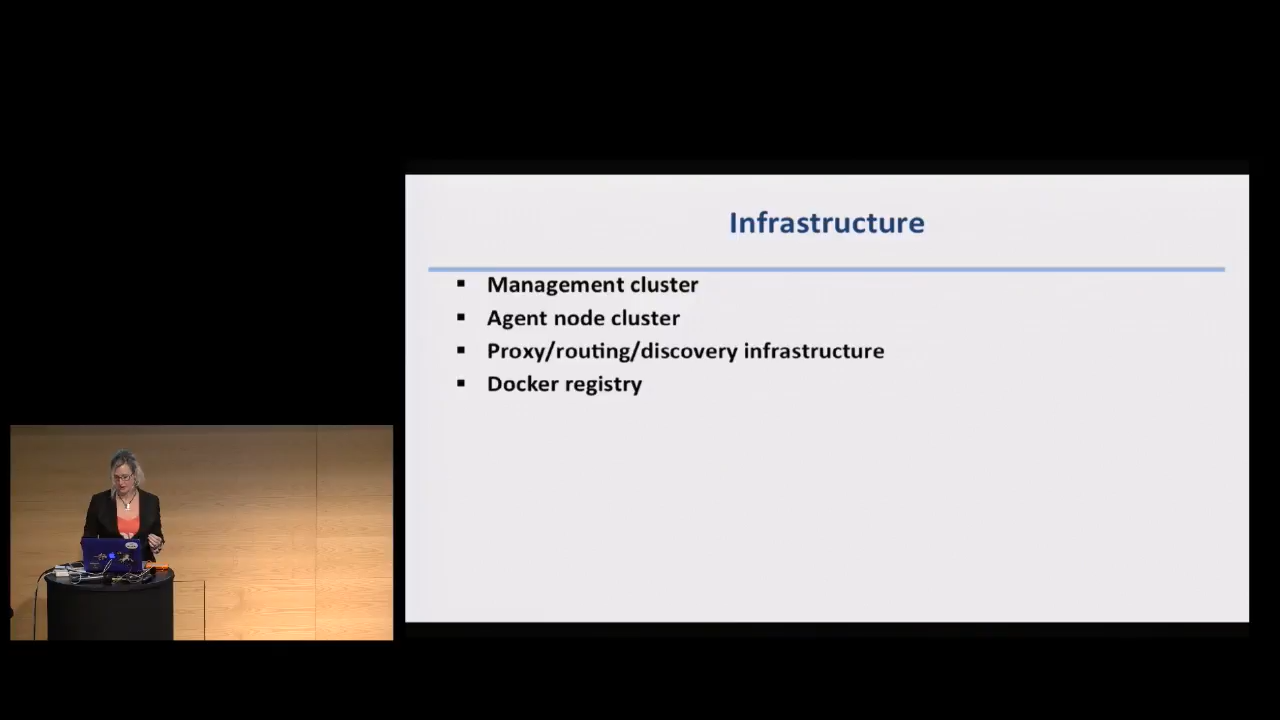 Infrastructure
▪ Management cluster
▪ Agent node cluster
▪ Proxy/routing/discovery infrastructure
▪ Docker registry